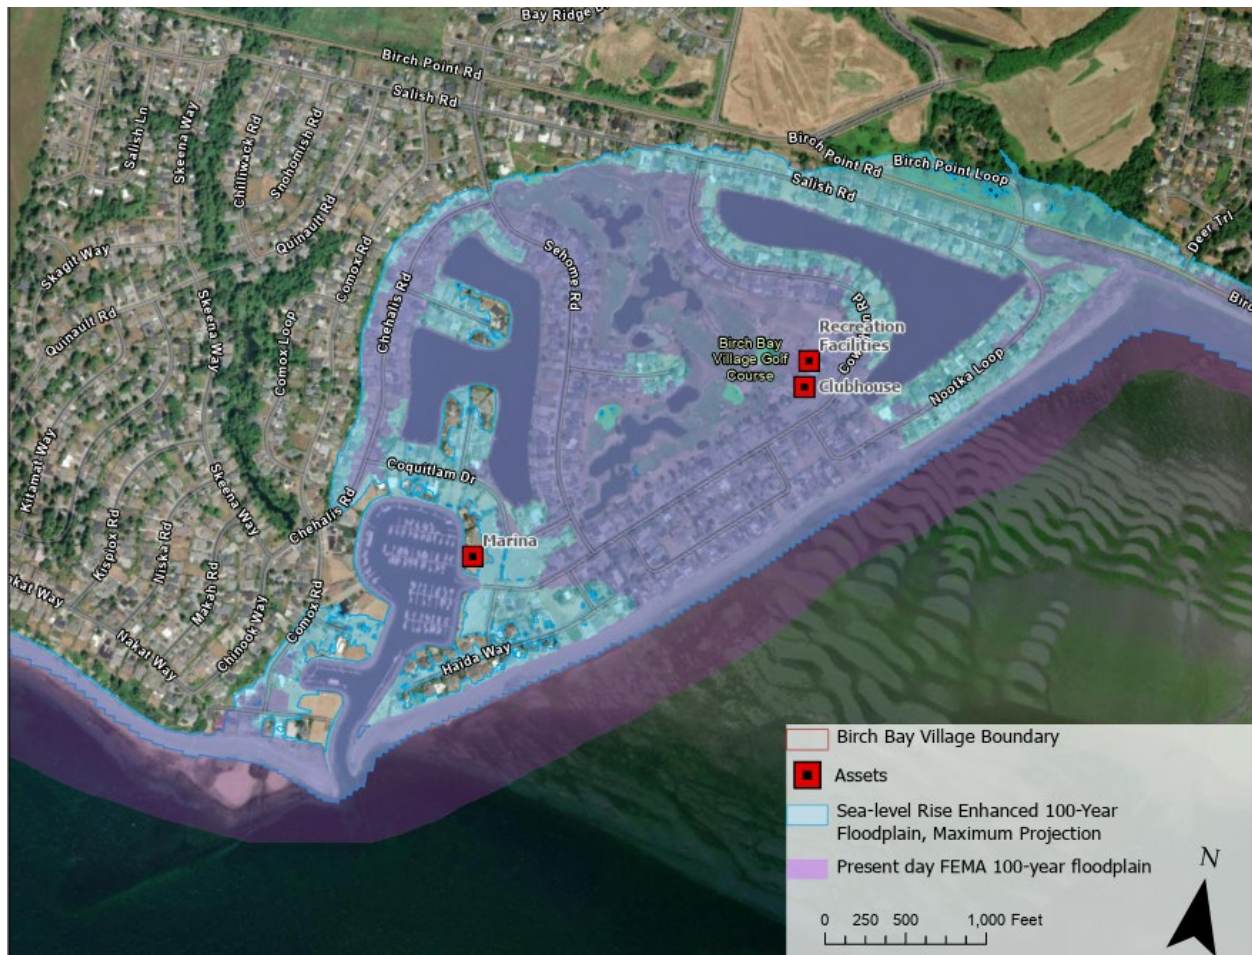 Bay Ridge D
Birch Point Rd
Salish Rd
Salish Ln
Skeena Way
Chilliwack Rd
Snohomish Rd
Quinault Rd
Comox Rd
Birch Point Rd
Birch Point Loop
Salish Rd
Deer Trl
Skagit Way
Sehome Rd
Chehalis Rd
Birc
Quinault Rd
Skeena Way
Comox Loop
Recreation
Facilities
Birch Bay
Village Golf
Course
Cow
n Rd
Clubhouse
Nootka Loop
Kitamat Way
Coquitlam Dr
Skeena Way
Chehalis Rd
Kispiox Rd
Niska Rd
Marina
Makah Rd
kat Way
Comox Rd
Chinook Way
Nakat Way
Haida Way
Birch Bay Village Boundary
Assets
Sea-level Rise Enhanced 100-Year
Floodplain, Maximum Projection
Present day FEMA 100-year floodplain
N
0 250 500 1,000 Feet